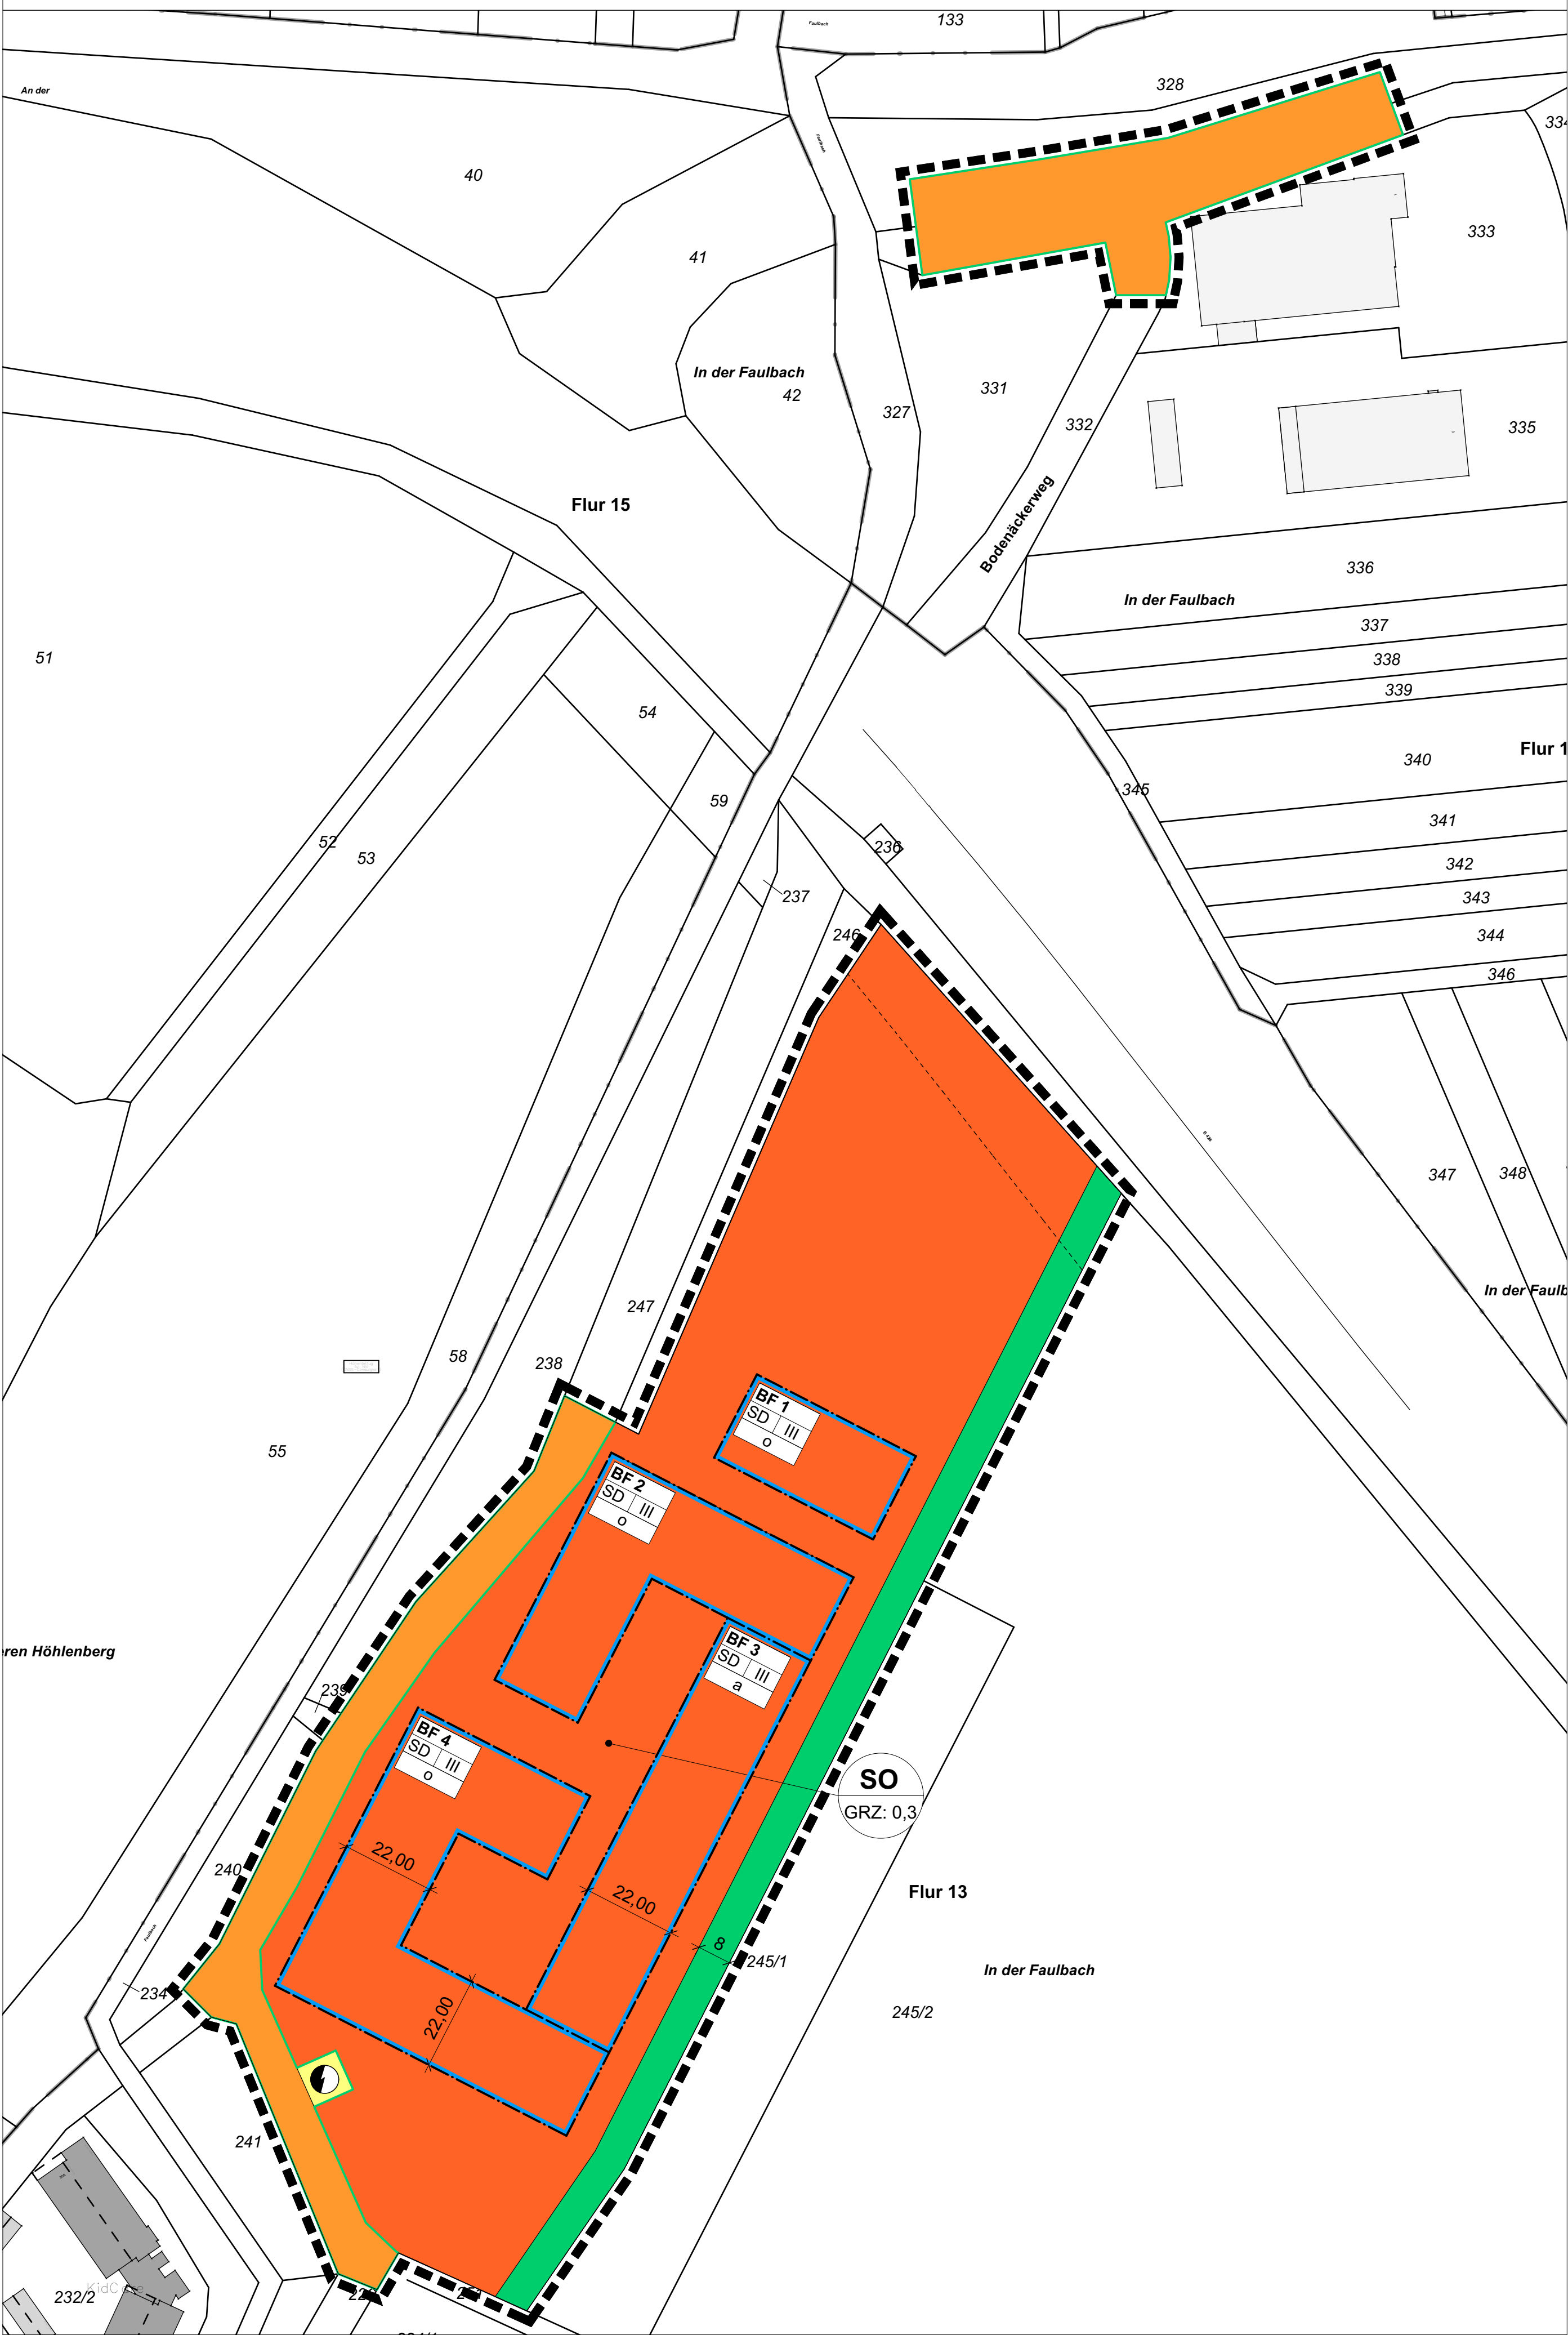 133
Faulbach
328
An der
334
Faulbach
40
333
41
In der Faulbach
42
331
327
332
335
Flur 15
Bodenäckerweg
336
In der Faulbach
337
51
338
339
54
Flur 1
340
345
59
341
52
53
236
342
237
343
246
344
346
B 426
347
348
In der Faulb
247
58
238
BF 1
SD III
o
55
BF 2
SD III
o
BF 3
SD III
a
eren Höhlenberg
239
BF 4
SD III
o
SO
GRZ: 0,3
22,00
240
22,00
Flur 13
Faulbach
8
245/1
In der Faulbach
234
245/2
22,00
241
232/2